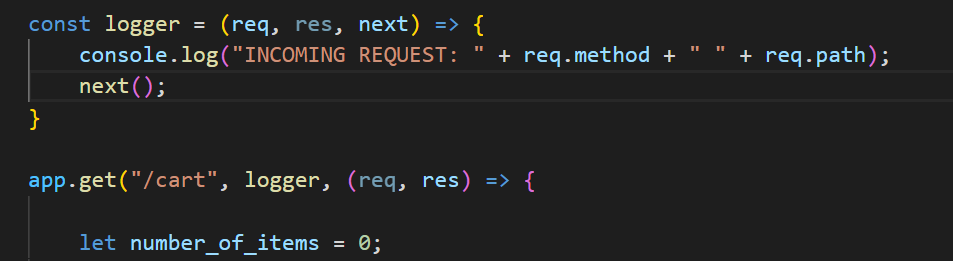 const logger = (req, res, next) => {
    console.log("INCOMING REQUEST: " + req.method + " " + req.path);
    next();
}
app.get("/cart", logger, (req, res) => {
    let number_of_items = 0;